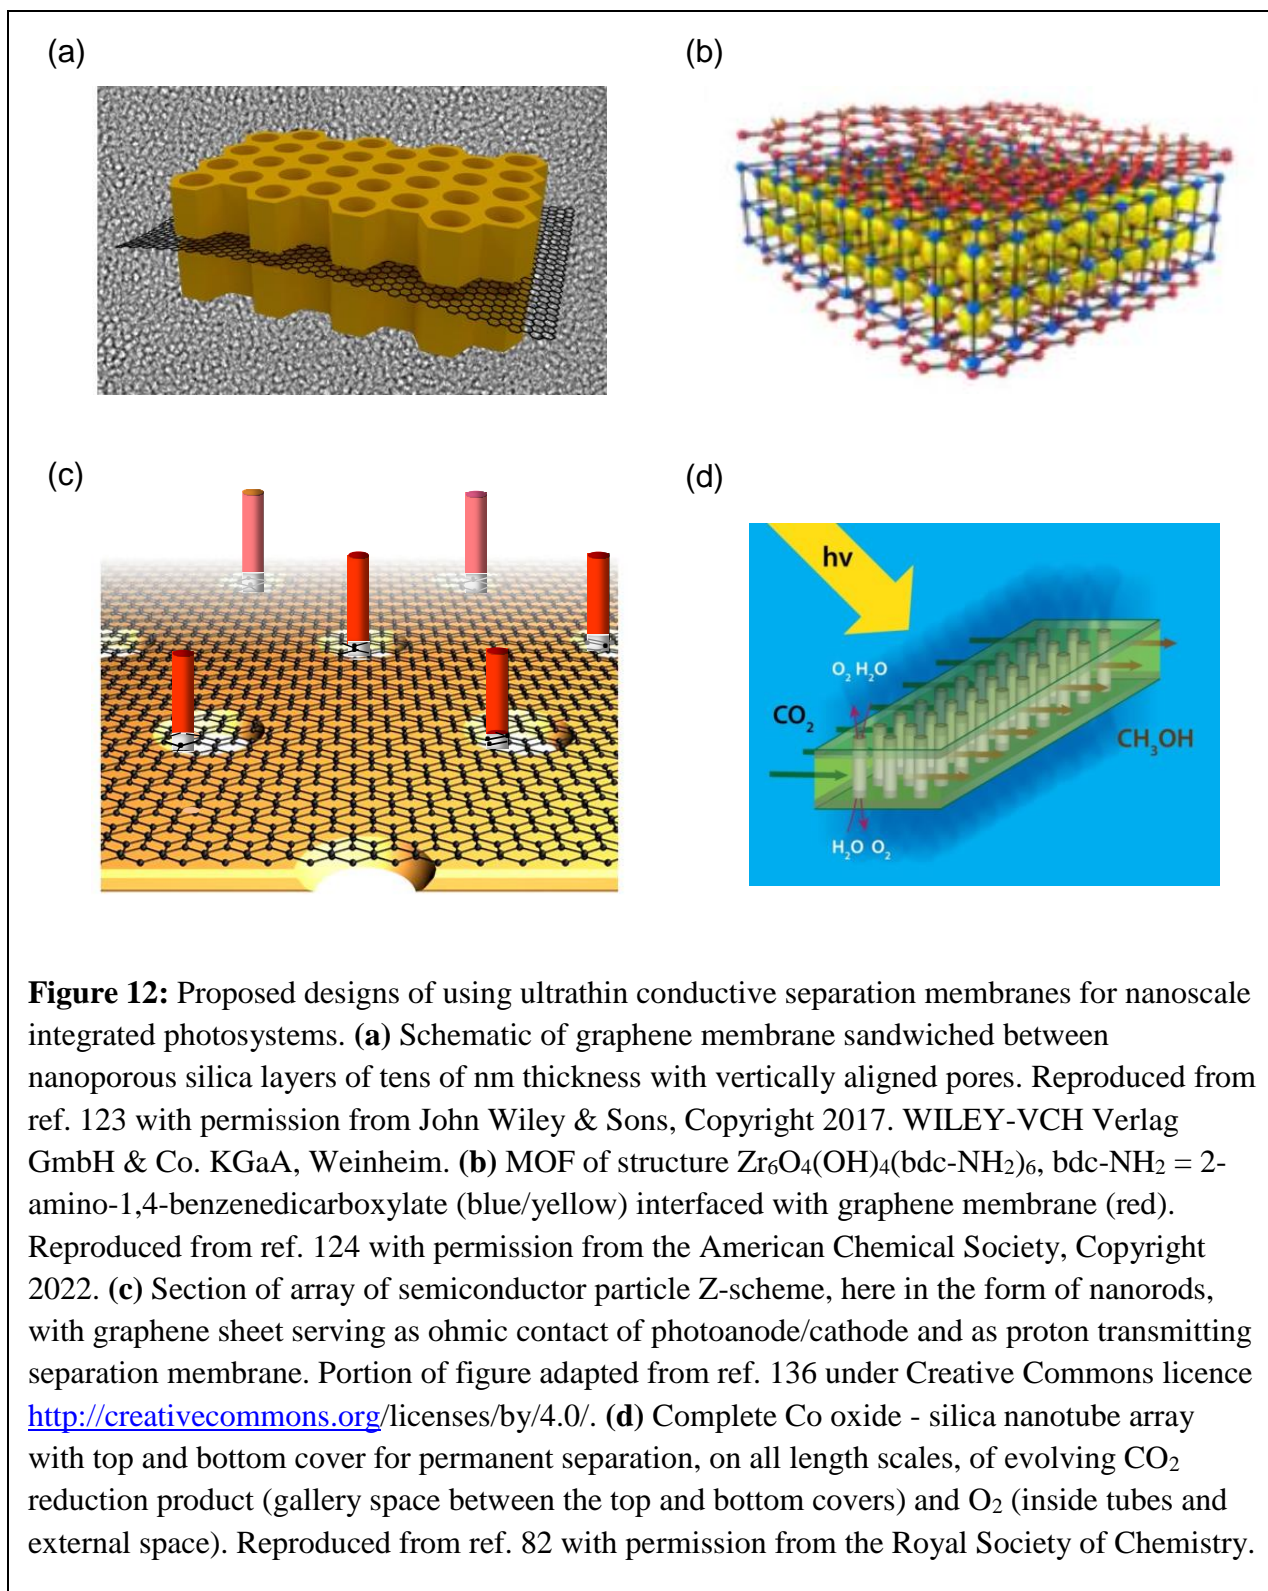 (a)
(b)
(c)
(d)
hν
O₂ H₂O
CO₂
CH₃OH
H₂O O₂
Figure 12: Proposed designs of using ultrathin conductive separation membranes for nanoscale
integrated photosystems. (a) Schematic of graphene membrane sandwiched between
nanoporous silica layers of tens of nm thickness with vertically aligned pores. Reproduced from
ref. 123 with permission from John Wiley & Sons, Copyright 2017. WILEY-VCH Verlag
GmbH & Co. KGaA, Weinheim. (b) MOF of structure Zr₆O₄(OH)₄(bdc-NH₂)₆, bdc-NH₂ = 2-
amino-1,4-benzenedicarboxylate (blue/yellow) interfaced with graphene membrane (red).
Reproduced from ref. 124 with permission from the American Chemical Society, Copyright
2022. (c) Section of array of semiconductor particle Z-scheme, here in the form of nanorods,
with graphene sheet serving as ohmic contact of photoanode/cathode and as proton transmitting
separation membrane. Portion of figure adapted from ref. 136 under Creative Commons licence
http://creativecommons.org/licenses/by/4.0/. (d) Complete Co oxide - silica nanotube array
with top and bottom cover for permanent separation, on all length scales, of evolving CO₂
reduction product (gallery space between the top and bottom covers) and O₂ (inside tubes and
external space). Reproduced from ref. 82 with permission from the Royal Society of Chemistry.